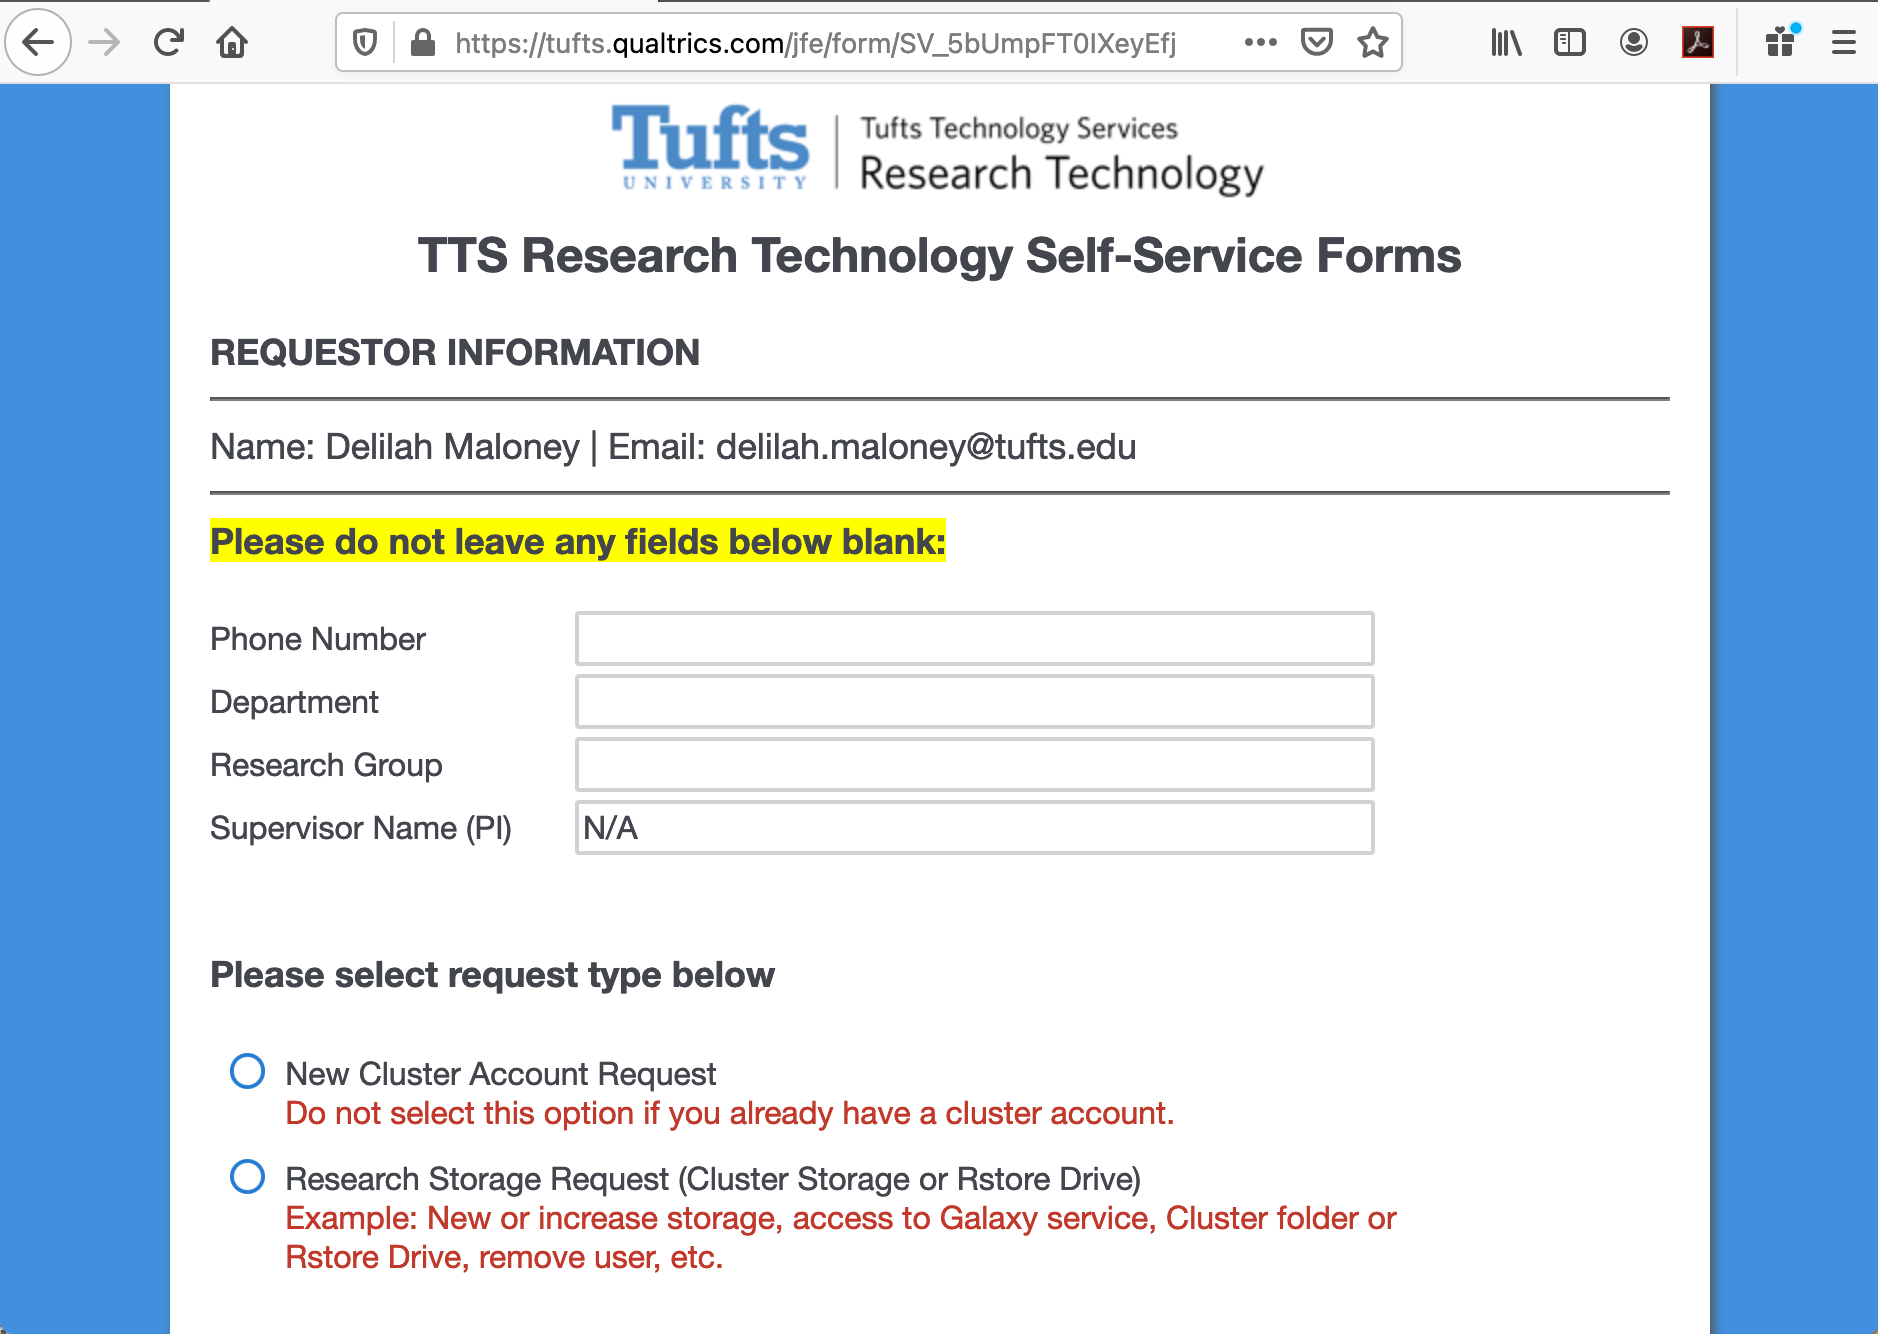 https://tufts.qualtrics.com/jfe/form/SV_5bUmpFT0IXeyEfj
Tufts
UNIVERSITY
Tufts Technology Services
Research Technology
TTS Research Technology Self-Service Forms
REQUESTOR INFORMATION
Name: Delilah Maloney | Email: delilah.maloney@tufts.edu
Please do not leave any fields below blank:
Phone Number
Department
Research Group
Supervisor Name (PI) N/A
Please select request type below
New Cluster Account Request
Do not select this option if you already have a cluster account.
Research Storage Request (Cluster Storage or Rstore Drive)
Example: New or increase storage, access to Galaxy service, Cluster folder or
Rstore Drive, remove user, etc.